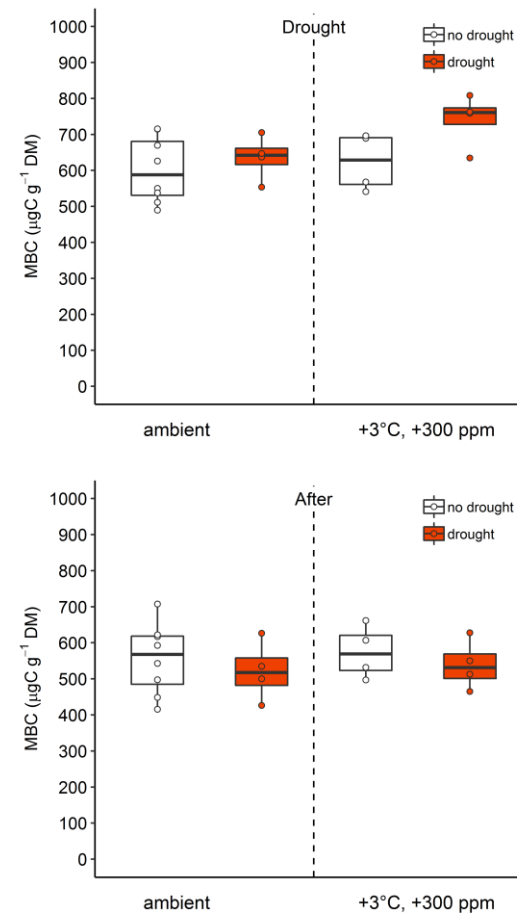 Drought
no drought
drought
1000
900
800
700
600
500
400
300
200
100
0
MBC (µgC g⁻¹ DM)
ambient
+3°C, +300 ppm
After
no drought
drought
1000
900
800
700
600
500
400
300
200
100
0
MBC (µgC g⁻¹ DM)
ambient
+3°C, +300 ppm